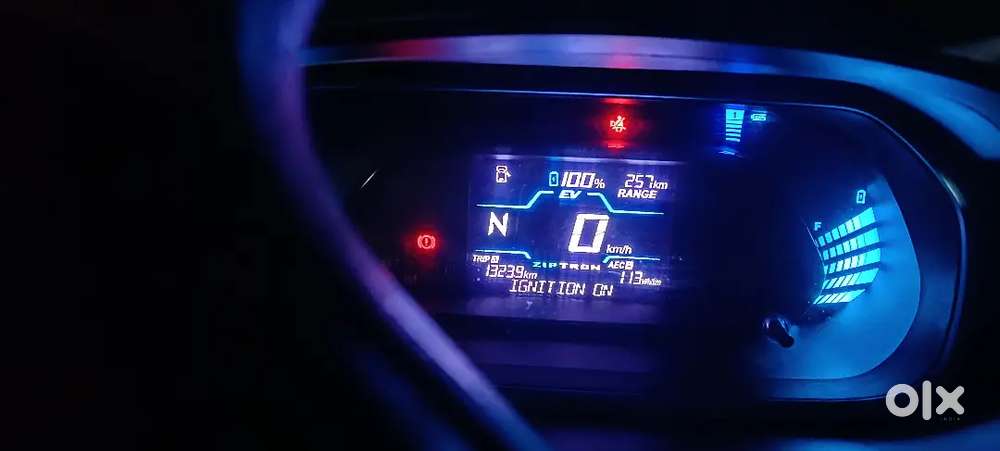 100% 257km
EV RANGE
F
N 0 km/h
ZIPTRON
TRIP AEC
1323.9km 113
IGNITION ON
olx